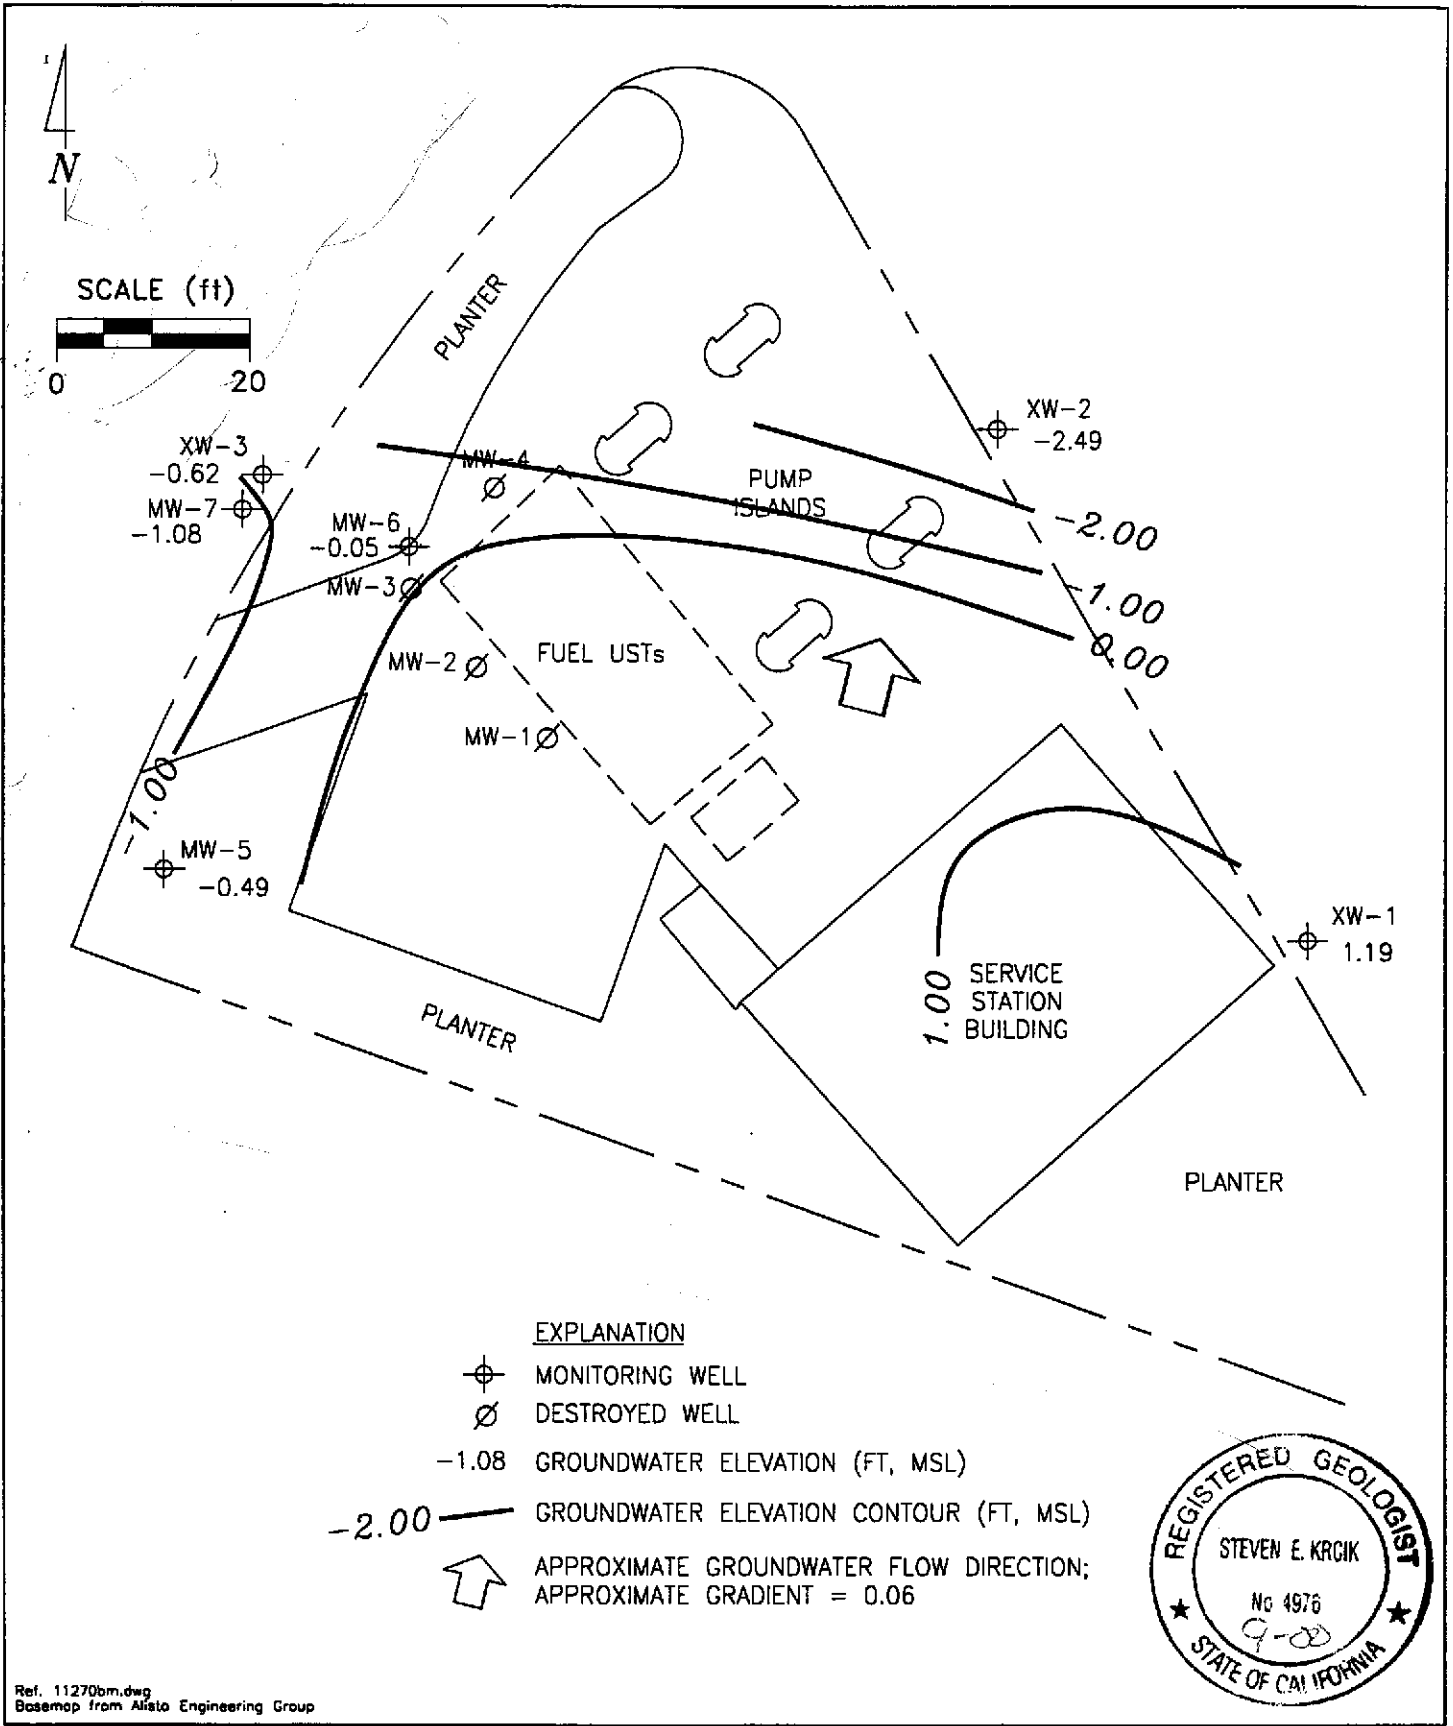 N
SCALE (ft)
0 20
PLANTER
XW-3
-0.62
MW-7
-1.08
MW-4
MW-6
-0.05
MW-3
MW-2
MW-1
FUEL USTs
PUMP
ISLANDS
XW-2
-2.49
-2.00
-1.00
0.00
-1.00
MW-5
-0.49
XW-1
1.19
1.00
SERVICE
STATION
BUILDING
PLANTER
PLANTER
EXPLANATION
MONITORING WELL
DESTROYED WELL
-1.08 GROUNDWATER ELEVATION (FT, MSL)
-2.00 GROUNDWATER ELEVATION CONTOUR (FT, MSL)
APPROXIMATE GROUNDWATER FLOW DIRECTION;
APPROXIMATE GRADIENT = 0.06
REGISTERED GEOLOGIST
STEVEN E. KRCIK
No 4976
9-00
STATE OF CALIFORNIA
Ref. 11270bm.dwg
Basemap from Alisto Engineering Group